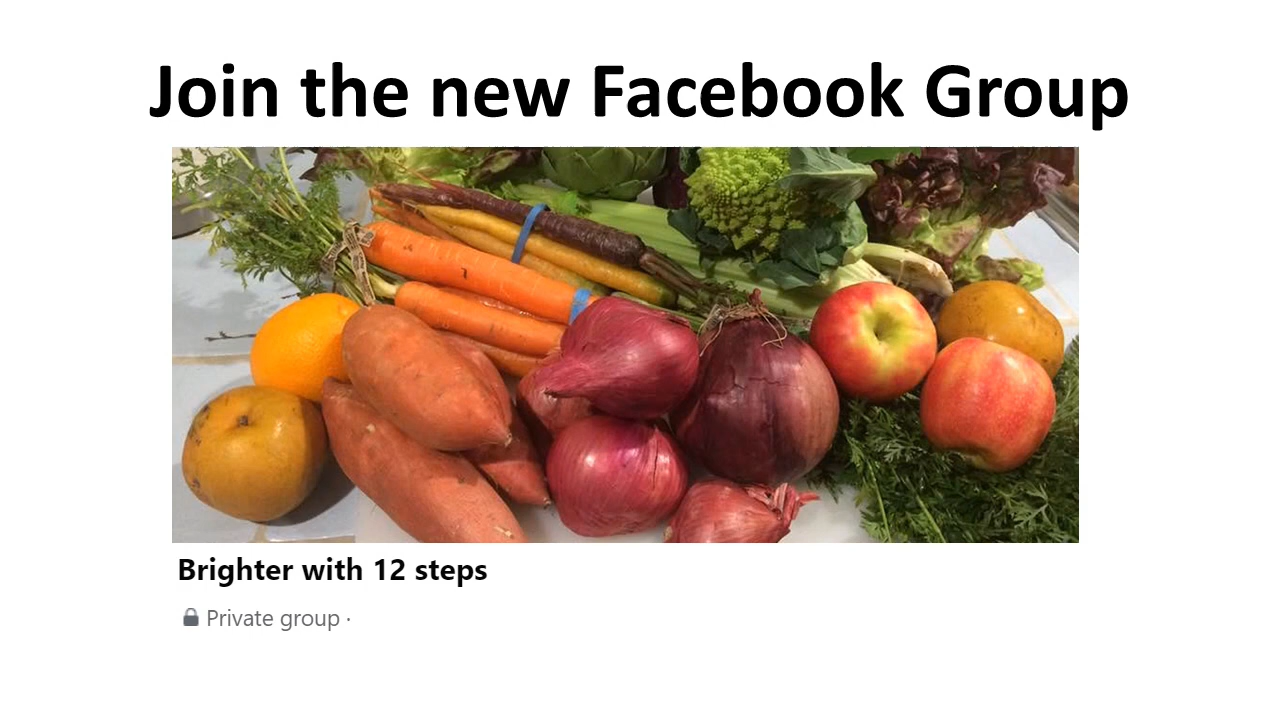 Join the new Facebook Group
Brighter with 12 steps
Private group ·